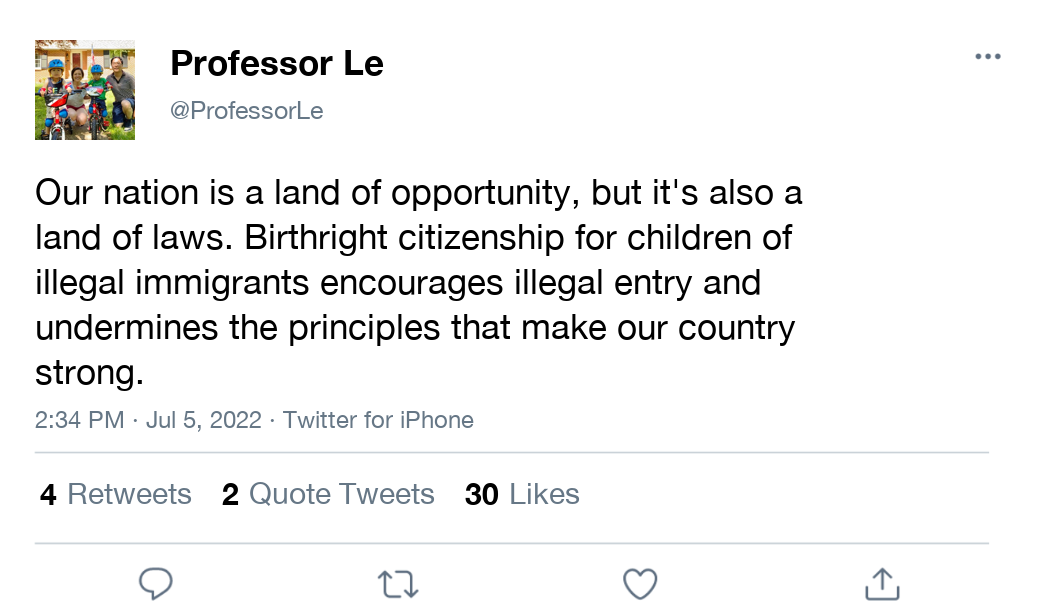 Professor Le
@ProfessorLe
Our nation is a land of opportunity, but it's also a
land of laws. Birthright citizenship for children of
illegal immigrants encourages illegal entry and
undermines the principles that make our country
strong.
2:34 PM · Jul 5, 2022 · Twitter for iPhone
4 Retweets 2 Quote Tweets 30 Likes